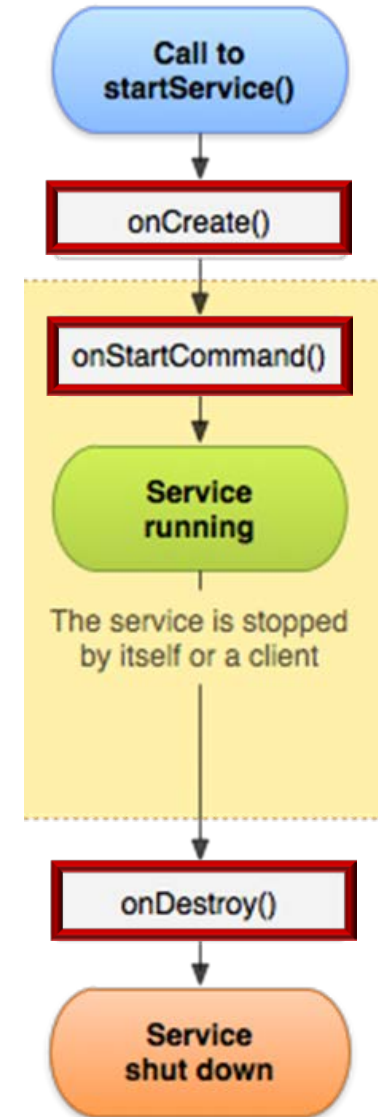 Call to
startService()
onCreate()
onStartCommand()
Service
running
The service is stopped
by itself or a client
onDestroy()
Service
shut down